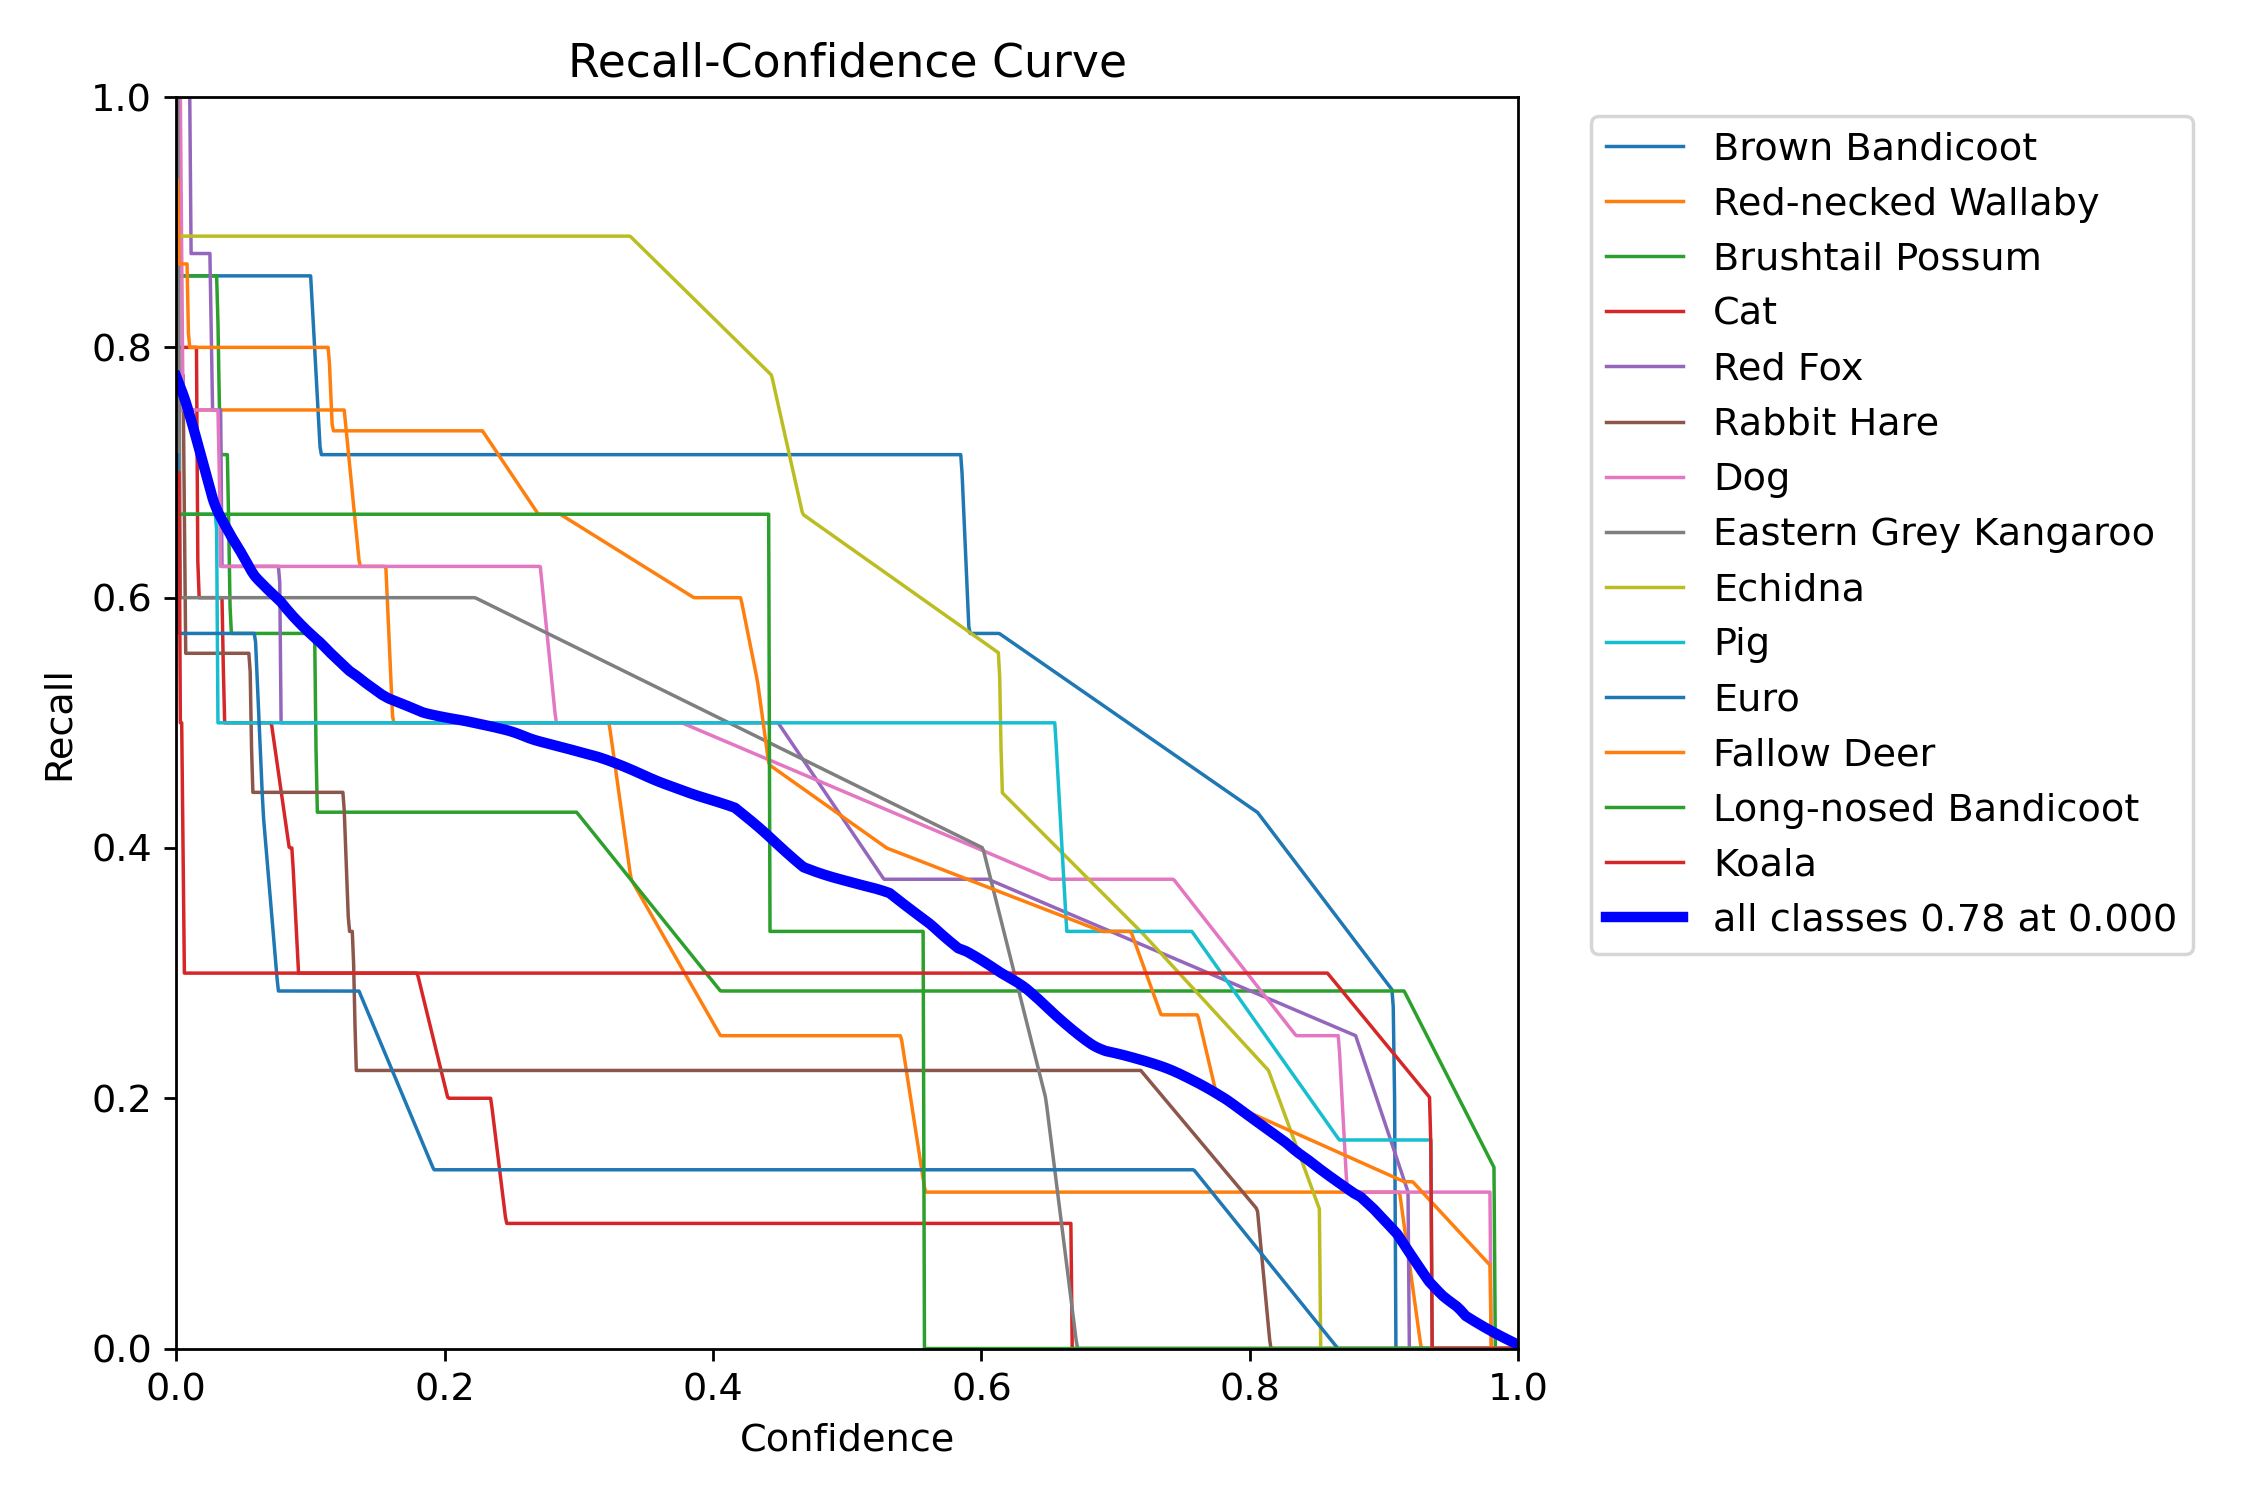 Recall-Confidence Curve
1.0
0.8
0.6
0.4
0.2
0.0
Recall
0.0 0.2 0.4 0.6 0.8 1.0
Confidence
Brown Bandicoot
Red-necked Wallaby
Brushtail Possum
Cat
Red Fox
Rabbit Hare
Dog
Eastern Grey Kangaroo
Echidna
Pig
Euro
Fallow Deer
Long-nosed Bandicoot
Koala
all classes 0.78 at 0.000